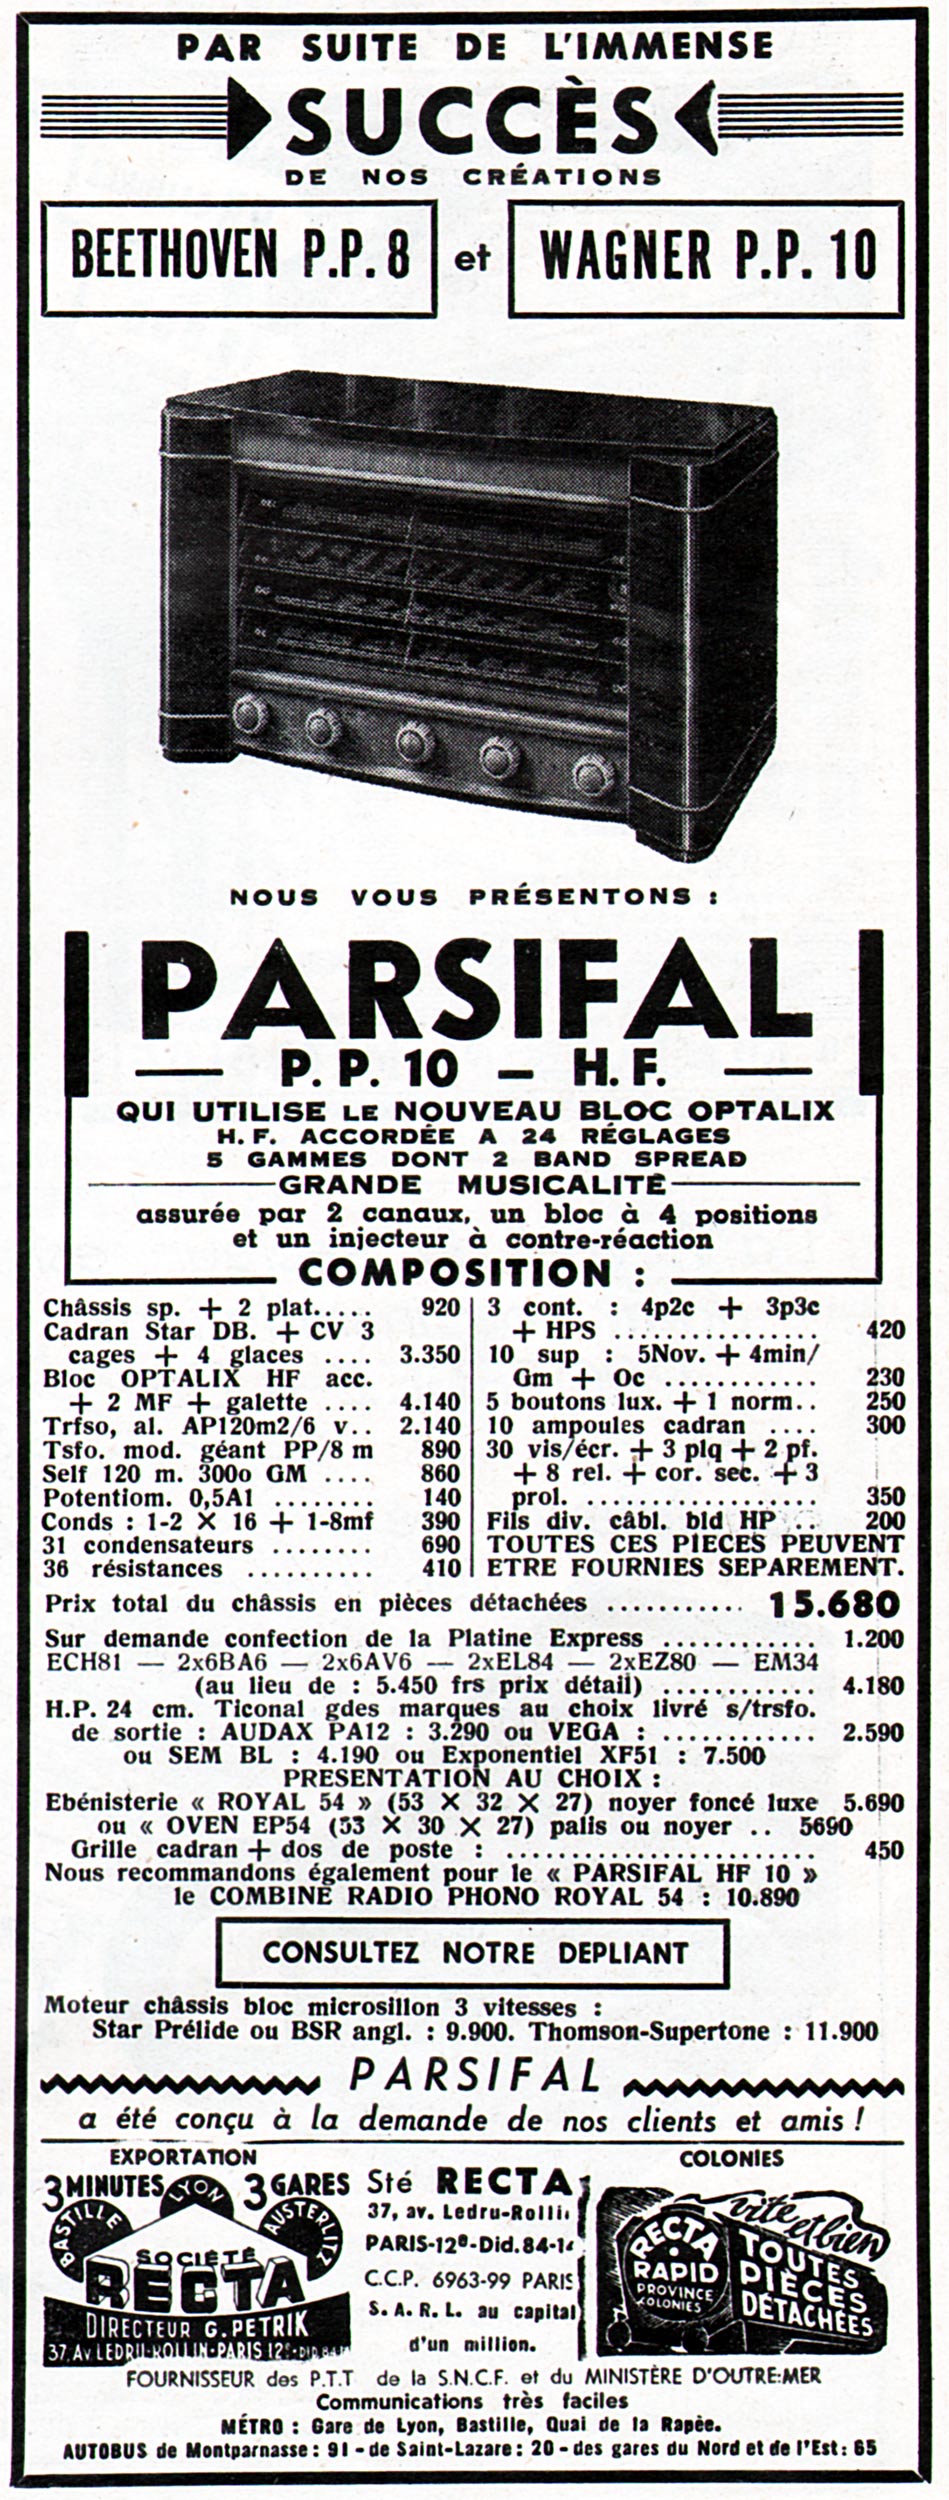 PAR SUITE DE L'IMMENSE
SUCCÈS
DE NOS CRÉATIONS
BEETHOVEN P.P. 8 et WAGNER P.P. 10
NOUS VOUS PRÉSENTONS :
PARSIFAL
— P. P. 10 — H. F. —
QUI UTILISE LE NOUVEAU BLOC OPTALIX
H. F. ACCORDÉE A 24 RÉGLAGES
5 GAMMES DONT 2 BAND SPREAD
GRANDE MUSICALITÉ
assurée par 2 canaux, un bloc à 4 positions
et un injecteur à contre-réaction
COMPOSITION :
Châssis sp. + 2 plat..... 920
Cadran Star DB. + CV 3
cages + 4 glaces .... 3.350
Bloc OPTALIX HF acc.
+ 2 MF + galette .... 4.140
Trfso, al. AP120m2/6 v.. 2.140
Tsfo. mod. géant PP/8 m 890
Self 120 m. 300o GM .... 860
Potentiom. 0,5A1 ........ 140
Conds : 1-2 × 16 + 1-8mf 390
31 condensateurs ........ 690
36 résistances .......... 410
3 cont. : 4p2c + 3p3c
+ HPS ................ 420
10 sup : 5Nov. + 4min/
Gm + Oc .............. 230
5 boutons lux. + 1 norm.. 250
10 ampoules cadran .... 300
30 vis/écr. + 3 plq + 2 pf.
+ 8 rel. + cor. sec. + 3
prol. .................. 350
Fils div. câbl. bld HP .. 200
TOUTES CES PIECES PEUVENT
ETRE FOURNIES SEPAREMENT.
Prix total du châssis en pièces détachées ........... 15.680
Sur demande confection de la Platine Express ............ 1.200
ECH81 — 2x6BA6 — 2x6AV6 — 2xEL84 — 2xEZ80 — EM34
(au lieu de : 5.450 frs prix détail) ............ 4.180
H.P. 24 cm. Ticonal gdes marques au choix livré s/trsfo.
de sortie : AUDAX PA12 : 3.290 ou VEGA : ............ 2.590
ou SEM BL : 4.190 ou Exponentiel XF51 : 7.500
PRESENTATION AU CHOIX :
Ebénisterie « ROYAL 54 » (53 × 32 × 27) noyer foncé luxe 5.690
ou « OVEN EP54 (53 × 30 × 27) palis ou noyer .. 5690
Grille cadran + dos de poste : ........................ 450
Nous recommandons également pour le « PARSIFAL HF 10 »
le COMBINE RADIO PHONO ROYAL 54 : 10.890
CONSULTEZ NOTRE DEPLIANT
Moteur châssis bloc microsillon 3 vitesses :
Star Prélide ou BSR angl. : 9.900. Thomson-Supertone : 11.900
PARSIFAL
a été conçu à la demande de nos clients et amis !
EXPORTATION
3 MINUTES 3 GARES
BASTILLE LYON AUSTERLITZ
SOCIÉTÉ
RECTA
DIRECTEUR G. PETRIK
37, AV LEDRU-ROLLIN-PARIS 12e
Sté RECTA
37, av. Ledru-Rollin
PARIS-12e-Did. 84-14
C.C.P. 6963-99 PARIS
S. A. R. L. au capital
d'un million.
COLONIES
vite et bien
RECTA
RAPID
PROVINCE
COLONIES
TOUTES
PIÈCES
DÉTACHÉES
FOURNISSEUR des P.T.T de la S.N.C.F. et du MINISTÈRE D'OUTRE-MER
Communications très faciles
MÉTRO : Gare de Lyon, Bastille, Quai de la Rapée.
AUTOBUS de Montparnasse : 91 - de Saint-Lazare : 20 - des gares du Nord et de l'Est : 65